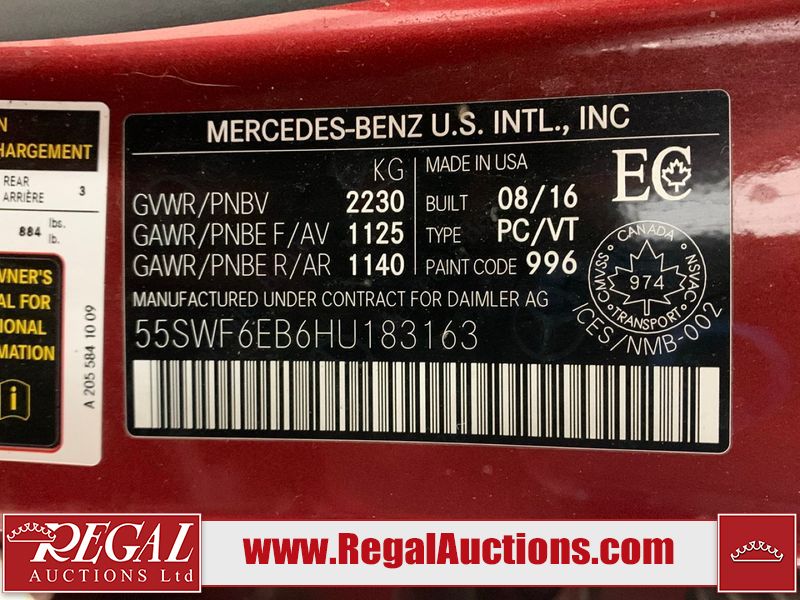 N
HARGEMENT
REAR
ARRIÈRE
3
884 lbs.
lb.
WNER'S
AL FOR
IONAL
MATION
i
A 205 584 10 09
MERCEDES-BENZ U.S. INTL., INC
KG
GVWR/PNBV 2230
GAWR/PNBE F/AV 1125
GAWR/PNBE R/AR 1140
MADE IN USA
BUILT 08/16
TYPE PC/VT
PAINT CODE 996
EC
MANUFACTURED UNDER CONTRACT FOR DAIMLER AG
55SWF6EB6HU183163
CANADA
CMVSS
974
NSVAC
TRANSPORT
ICES/NMB-002
REGAL
AUCTIONS Ltd
www.RegalAuctions.com